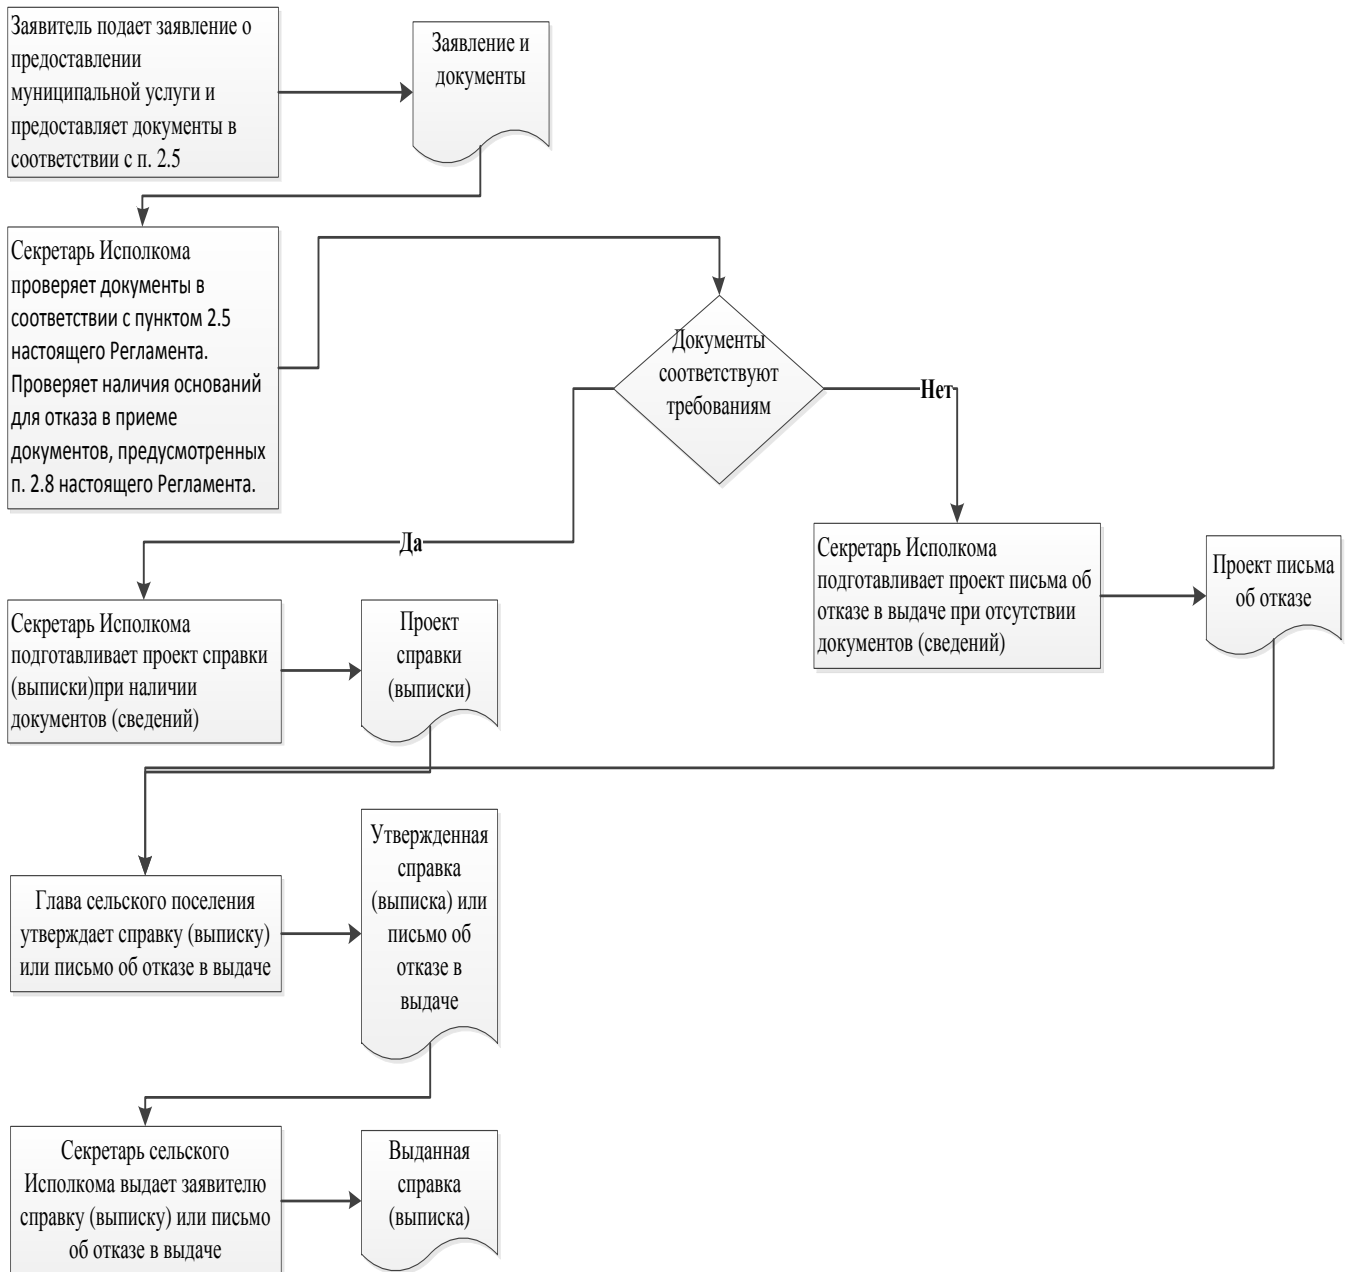 Заявитель подает заявление о
предоставлении
муниципальной услуги и
предоставляет документы в
соответствии с п. 2.5
Заявление и
документы
Секретарь Исполкома
проверяет документы в
соответствии с пунктом 2.5
настоящего Регламента.
Проверяет наличия оснований
для отказа в приеме
документов, предусмотренных
п. 2.8 настоящего Регламента.
Документы
соответствуют
требованиям
Нет
Да
Секретарь Исполкома
подготавливает проект письма об
отказе в выдаче при отсутствии
документов (сведений)
Проект письма
об отказе
Секретарь Исполкома
подготавливает проект справки
(выписки)при наличии
документов (сведений)
Проект
справки
(выписки)
Глава сельского поселения
утверждает справку (выписку)
или письмо об отказе в выдаче
Утвержденная
справка
(выписка) или
письмо об
отказе в
выдаче
Секретарь сельского
Исполкома выдает заявителю
справку (выписку) или письмо
об отказе в выдаче
Выданная
справка
(выписка)